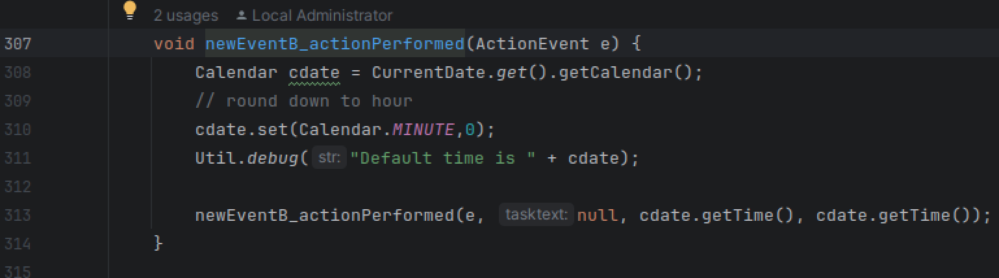 2 usages Local Administrator
307 void newEventB_actionPerformed(ActionEvent e) {
308 Calendar cdate = CurrentDate.get().getCalendar();
309 // round down to hour
310 cdate.set(Calendar.MINUTE,0);
311 Util.debug( str: "Default time is " + cdate);
312
313 newEventB_actionPerformed(e, tasktext: null, cdate.getTime(), cdate.getTime());
314 }
315